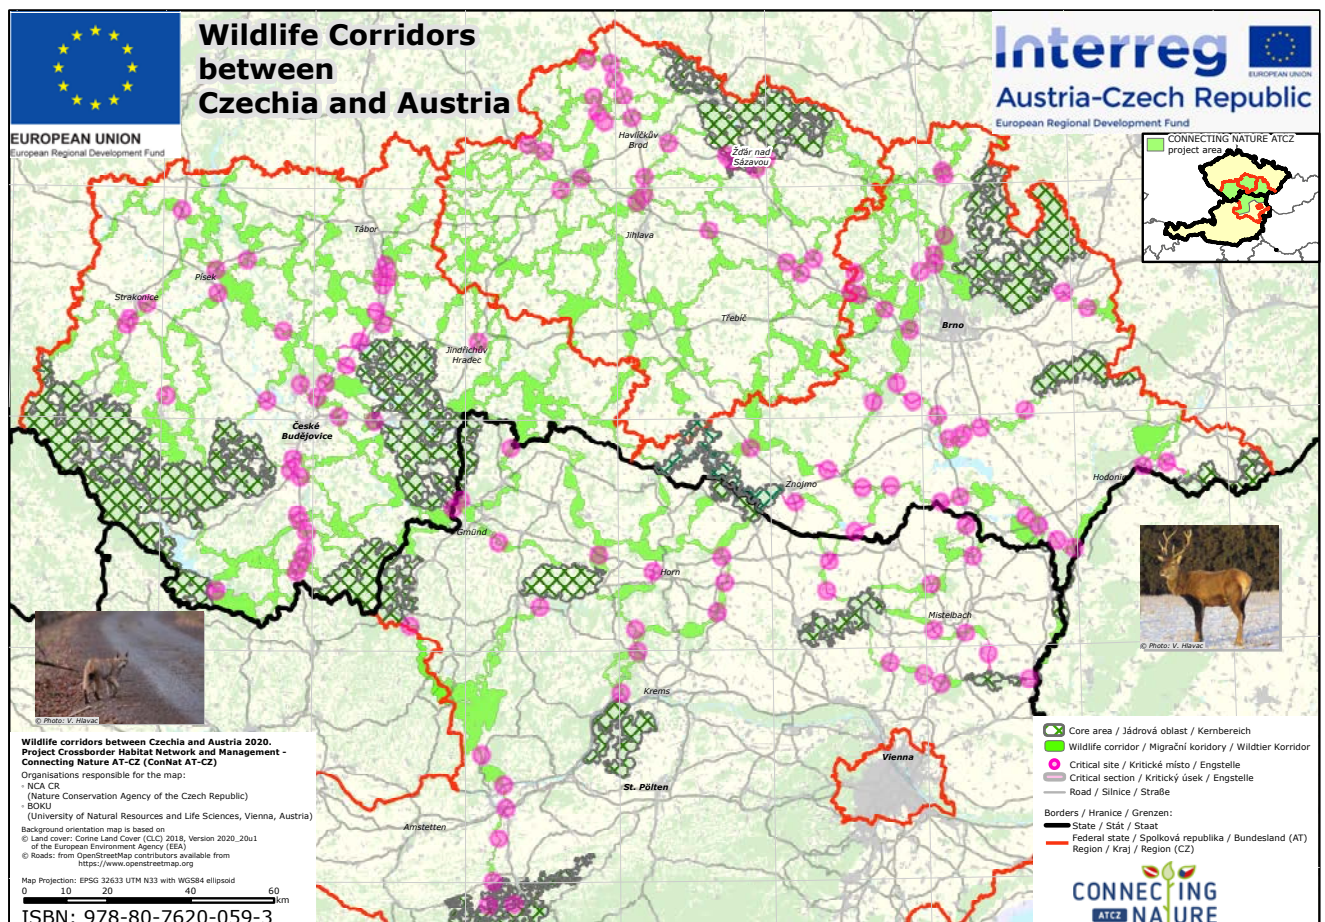 Wildlife Corridors
between
Czechia and Austria
EUROPEAN UNION
European Regional Development Fund
Interreg
EUROPEAN UNION
Austria-Czech Republic
European Regional Development Fund
CONNECTING NATURE ATCZ
project area
Havlíčkův
Brod
Žďár nad
Sázavou
Tábor
Jihlava
Písek
Strakonice
Třebíč
Brno
Jindřichův
Hradec
České
Budějovice
Znojmo
Hodonín
Gmünd
Horn
Mistelbach
Krems
Vienna
St. Pölten
Amstetten
© Photo: V. Hlavac
© Photo: V. Hlavac
Wildlife corridors between Czechia and Austria 2020.
Project Crossborder Habitat Network and Management -
Connecting Nature AT-CZ (ConNat AT-CZ)
Organisations responsible for the map:
- NCA CR
(Nature Conservation Agency of the Czech Republic)
- BOKU
(University of Natural Resources and Life Sciences, Vienna, Austria)
Background orientation map is based on
© Land cover: Corine Land Cover (CLC) 2018, Version 2020_20u1
of the European Environment Agency (EEA)
© Roads: from OpenStreetMap contributors available from
https://www.openstreetmap.org
Map Projection: EPSG 32633 UTM N33 with WGS84 ellipsoid
0 10 20 40 60
km
ISBN: 978-80-7620-059-3
Core area / Jádrová oblast / Kernbereich
Wildlife corridor / Migrační koridory / Wildtier Korridor
Critical site / Kritické místo / Engstelle
Critical section / Kritický úsek / Engstelle
Road / Silnice / Straße
Borders / Hranice / Grenzen:
State / Stát / Staat
Federal state / Spolková republika / Bundesland (AT)
Region / Kraj / Region (CZ)
CONNECTING
ATCZ NATURE